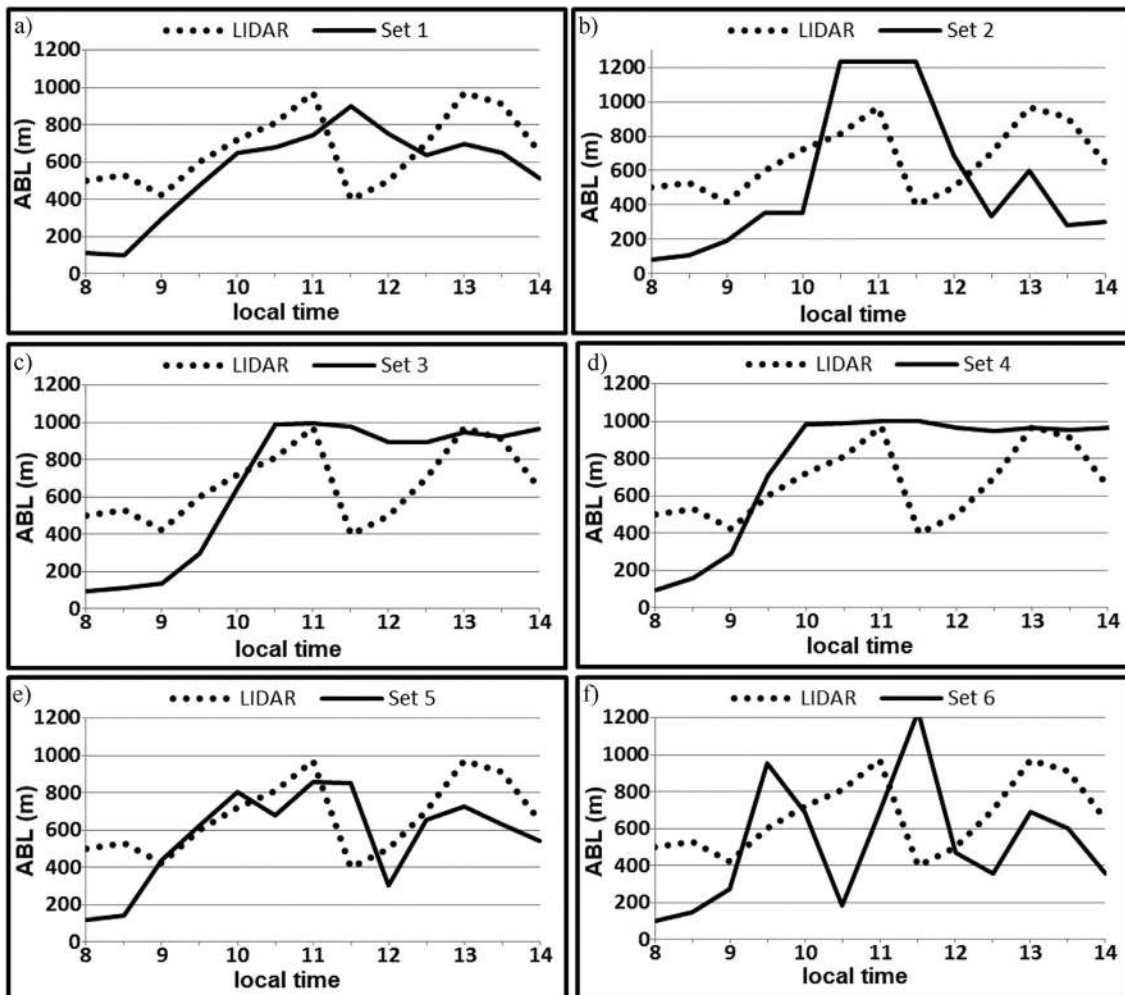 a)
LIDAR Set 1
1200
1000
800
600
400
200
0
ABL (m)
8 9 10 11 12 13 14
local time
b)
LIDAR Set 2
1200
1000
800
600
400
200
0
ABL (m)
8 9 10 11 12 13 14
local time
c)
LIDAR Set 3
1200
1000
800
600
400
200
0
ABL (m)
8 9 10 11 12 13 14
local time
d)
LIDAR Set 4
1200
1000
800
600
400
200
0
ABL (m)
8 9 10 11 12 13 14
local time
e)
LIDAR Set 5
1200
1000
800
600
400
200
0
ABL (m)
8 9 10 11 12 13 14
local time
f)
LIDAR Set 6
1200
1000
800
600
400
200
0
ABL (m)
8 9 10 11 12 13 14
local time